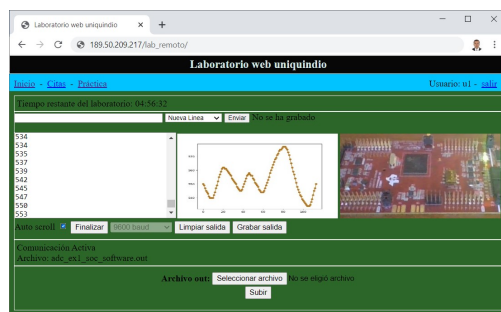 Laboratorio web uniquindio
189.50.209.217/lab_remoto/
Laboratorio web uniquindio
Inicio - Citas - Práctica Usuario: u1 - salir
Tiempo restante del laboratorio: 04:56:32
Nueva Linea Enviar No se ha grabado
534
534
535
537
539
542
545
547
550
553
Auto scroll Finalizar 9600 baud Limpiar salida Grabar salida
Comunicación Activa
Archivo: adc_ex1_soc_software.out
Archivo out: Seleccionar archivo No se eligió archivo
Subir